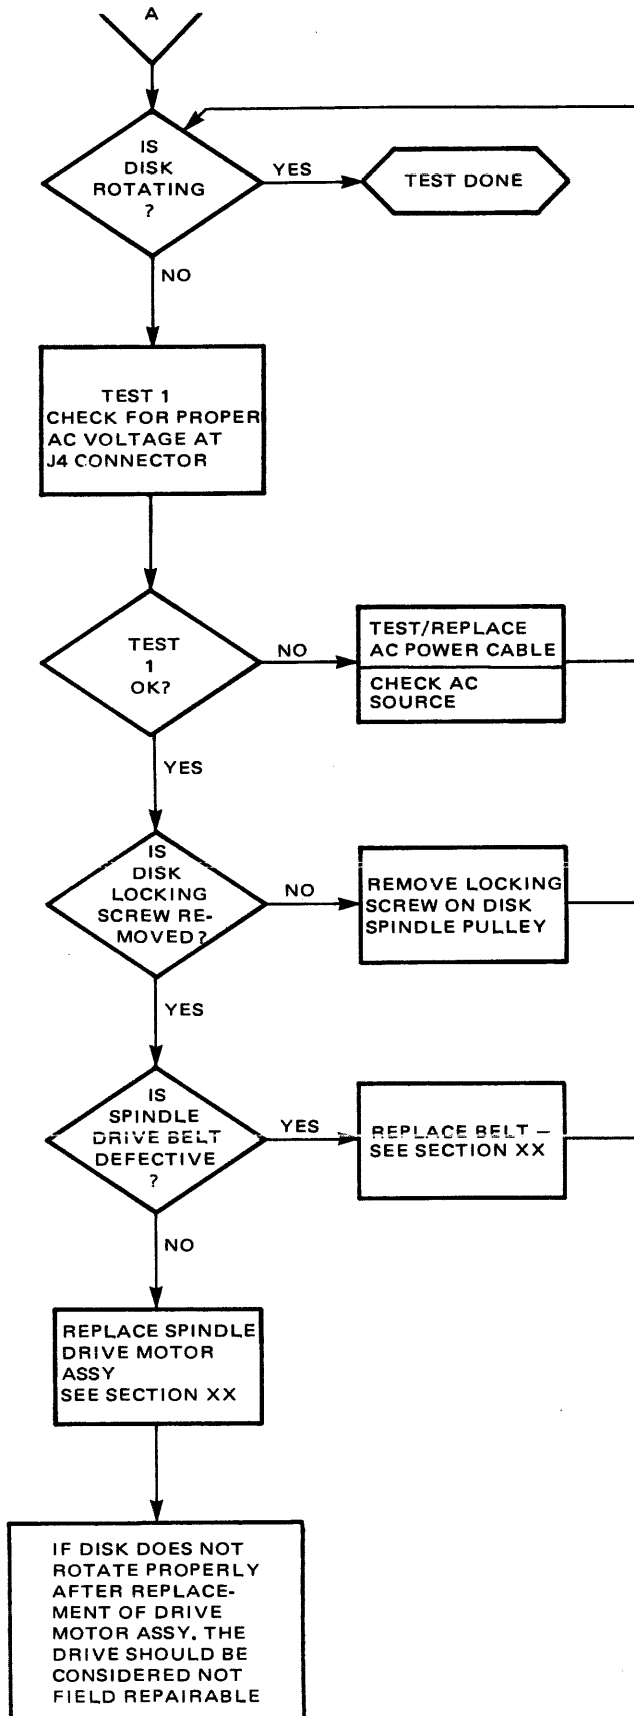 A
IS
DISK
ROTATING
?
YES
TEST DONE
NO
TEST 1
CHECK FOR PROPER
AC VOLTAGE AT
J4 CONNECTOR
TEST
1
OK?
NO
TEST/REPLACE
AC POWER CABLE
CHECK AC
SOURCE
YES
IS
DISK
LOCKING
SCREW RE-
MOVED?
NO
REMOVE LOCKING
SCREW ON DISK
SPINDLE PULLEY
YES
IS
SPINDLE
DRIVE BELT
DEFECTIVE
?
YES
REPLACE BELT —
SEE SECTION XX
NO
REPLACE SPINDLE
DRIVE MOTOR
ASSY
SEE SECTION XX
IF DISK DOES NOT
ROTATE PROPERLY
AFTER REPLACE-
MENT OF DRIVE
MOTOR ASSY. THE
DRIVE SHOULD BE
CONSIDERED NOT
FIELD REPAIRABLE